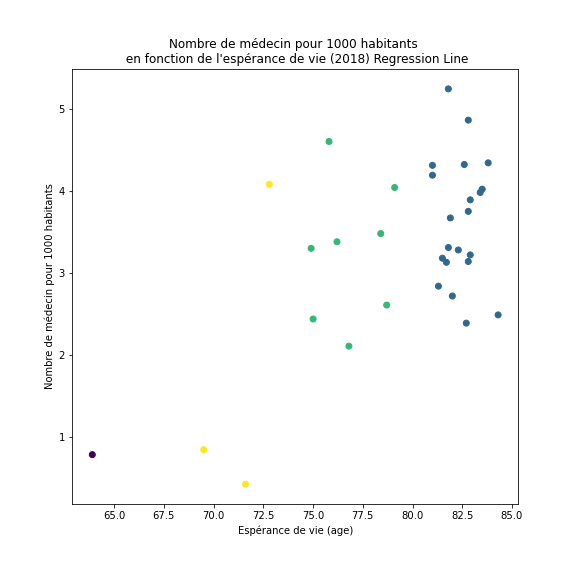 Nombre de médecin pour 1000 habitants
en fonction de l'espérance de vie (2018) Regression Line
Nombre de médecin pour 1000 habitants
5
4
3
2
1
65.0 67.5 70.0 72.5 75.0 77.5 80.0 82.5 85.0
Espérance de vie (age)